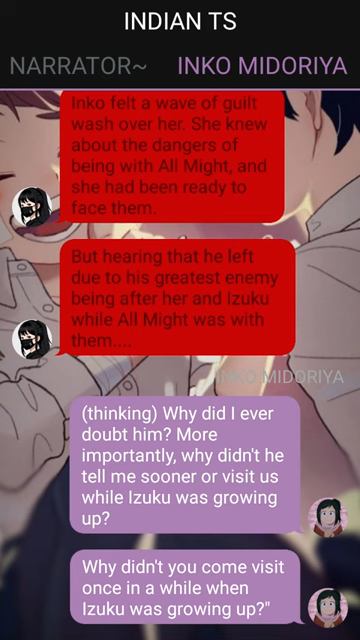 INDIAN TS
NARRATOR~ INKO MIDORIYA
Inko felt a wave of guilt
wash over her. She knew
about the dangers of
being with All Might, and
she had been ready to
face them.
But hearing that he left
due to his greatest enemy
being after her and Izuku
while All Might was with
them....
INKO MIDORIYA
(thinking) Why did I ever
doubt him? More
importantly, why didn't he
tell me sooner or visit us
while Izuku was growing
up?
Why didn't you come visit
once in a while when
Izuku was growing up?"